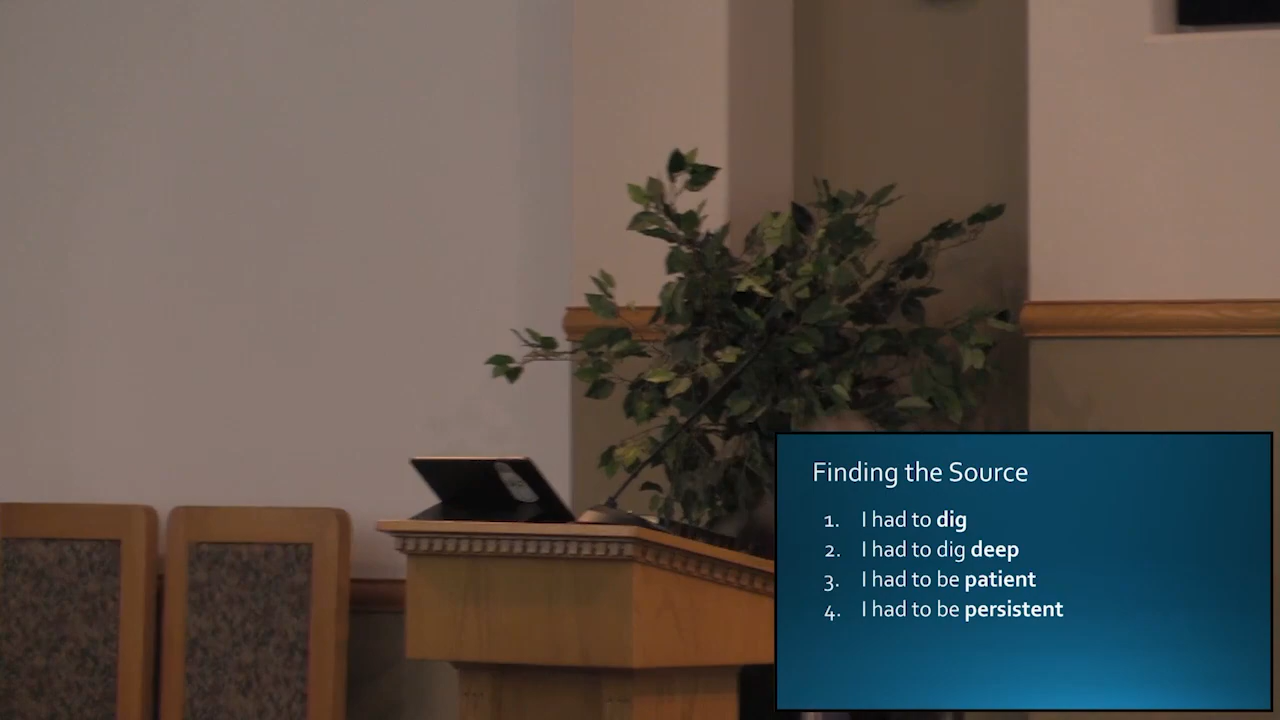 Finding the Source
1. I had to dig
2. I had to dig deep
3. I had to be patient
4. I had to be persistent